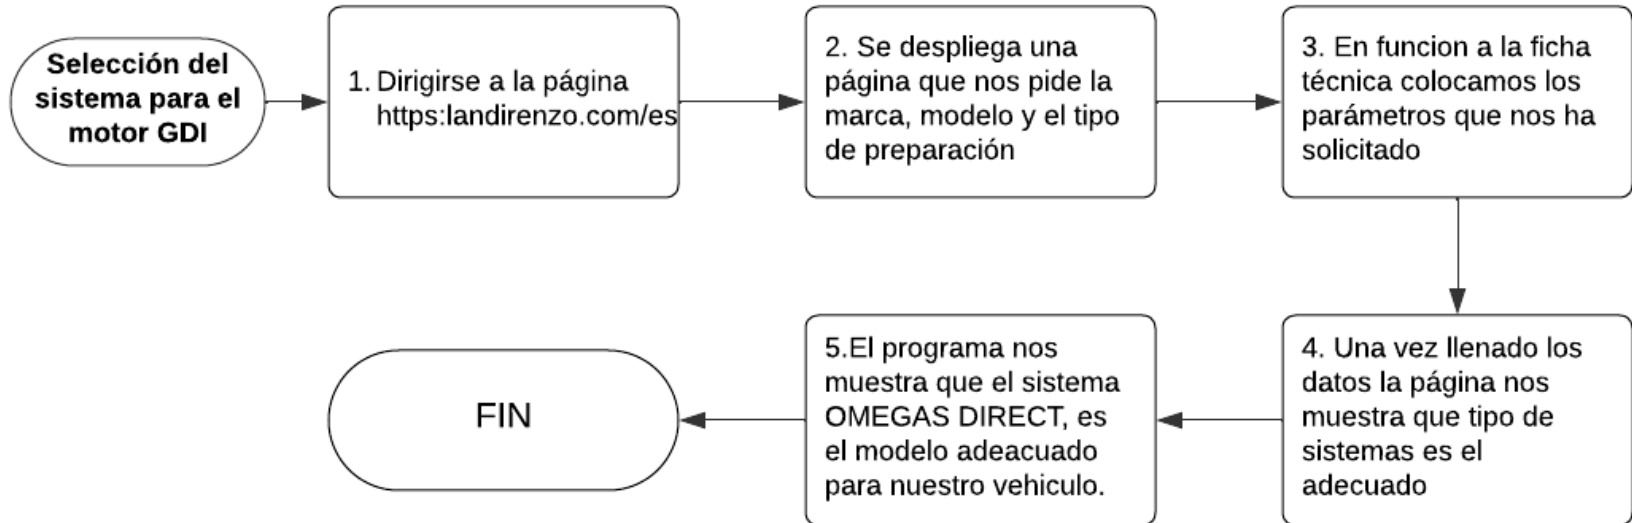 Selección del
sistema para el
motor GDI
1. Dirigirse a la página
https:landirenzo.com/es
2. Se despliega una
página que nos pide la
marca, modelo y el tipo
de preparación
3. En funcion a la ficha
técnica colocamos los
parámetros que nos ha
solicitado
4. Una vez llenado los
datos la página nos
muestra que tipo de
sistemas es el
adecuado
5.El programa nos
muestra que el sistema
OMEGAS DIRECT, es
el modelo adeacuado
para nuestro vehiculo.
FIN